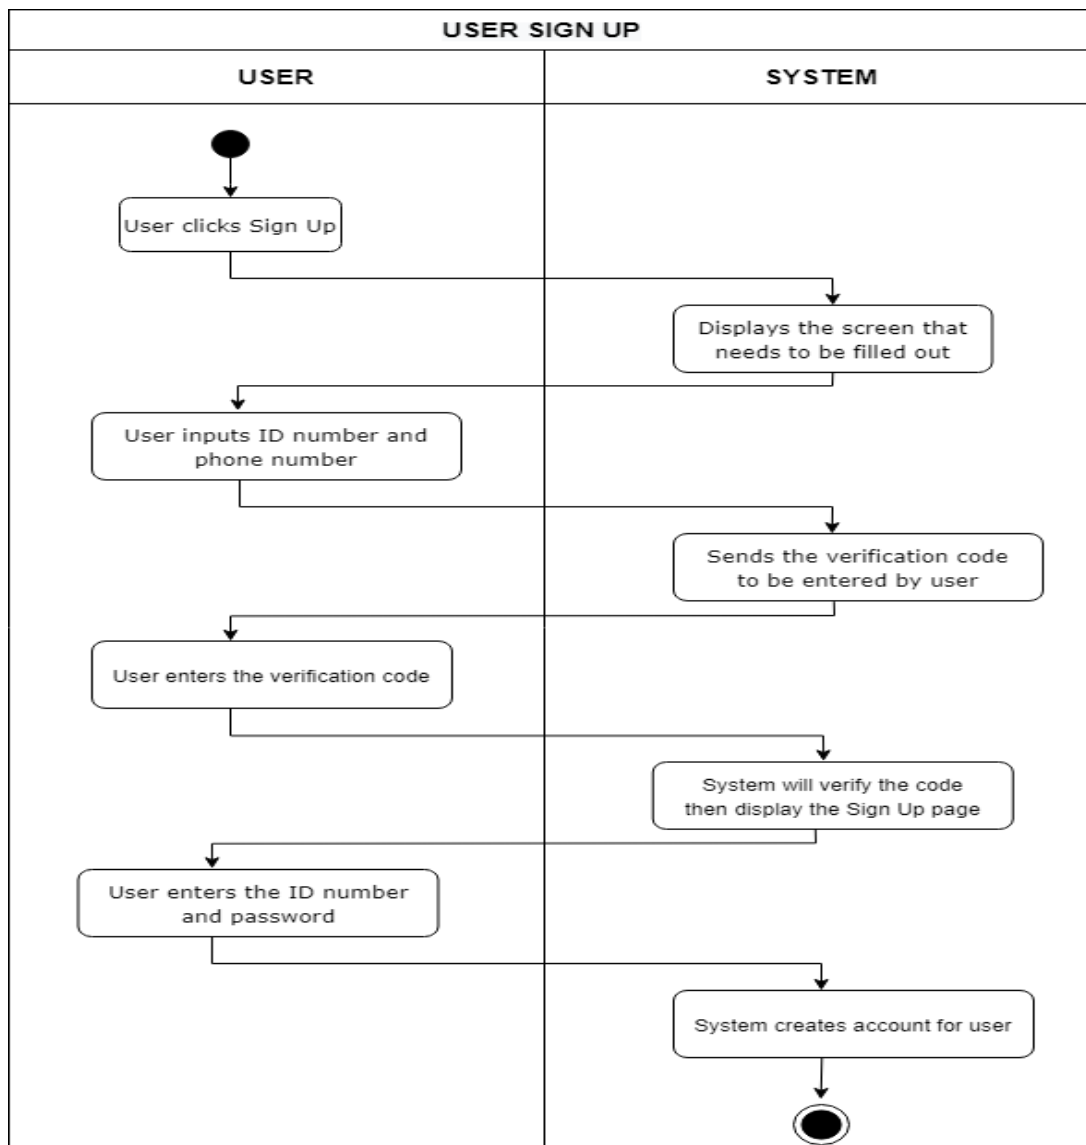 USER SIGN UP
USER
SYSTEM
User clicks Sign Up
Displays the screen that
needs to be filled out
User inputs ID number and
phone number
Sends the verification code
to be entered by user
User enters the verification code
System will verify the code
then display the Sign Up page
User enters the ID number
and password
System creates account for user